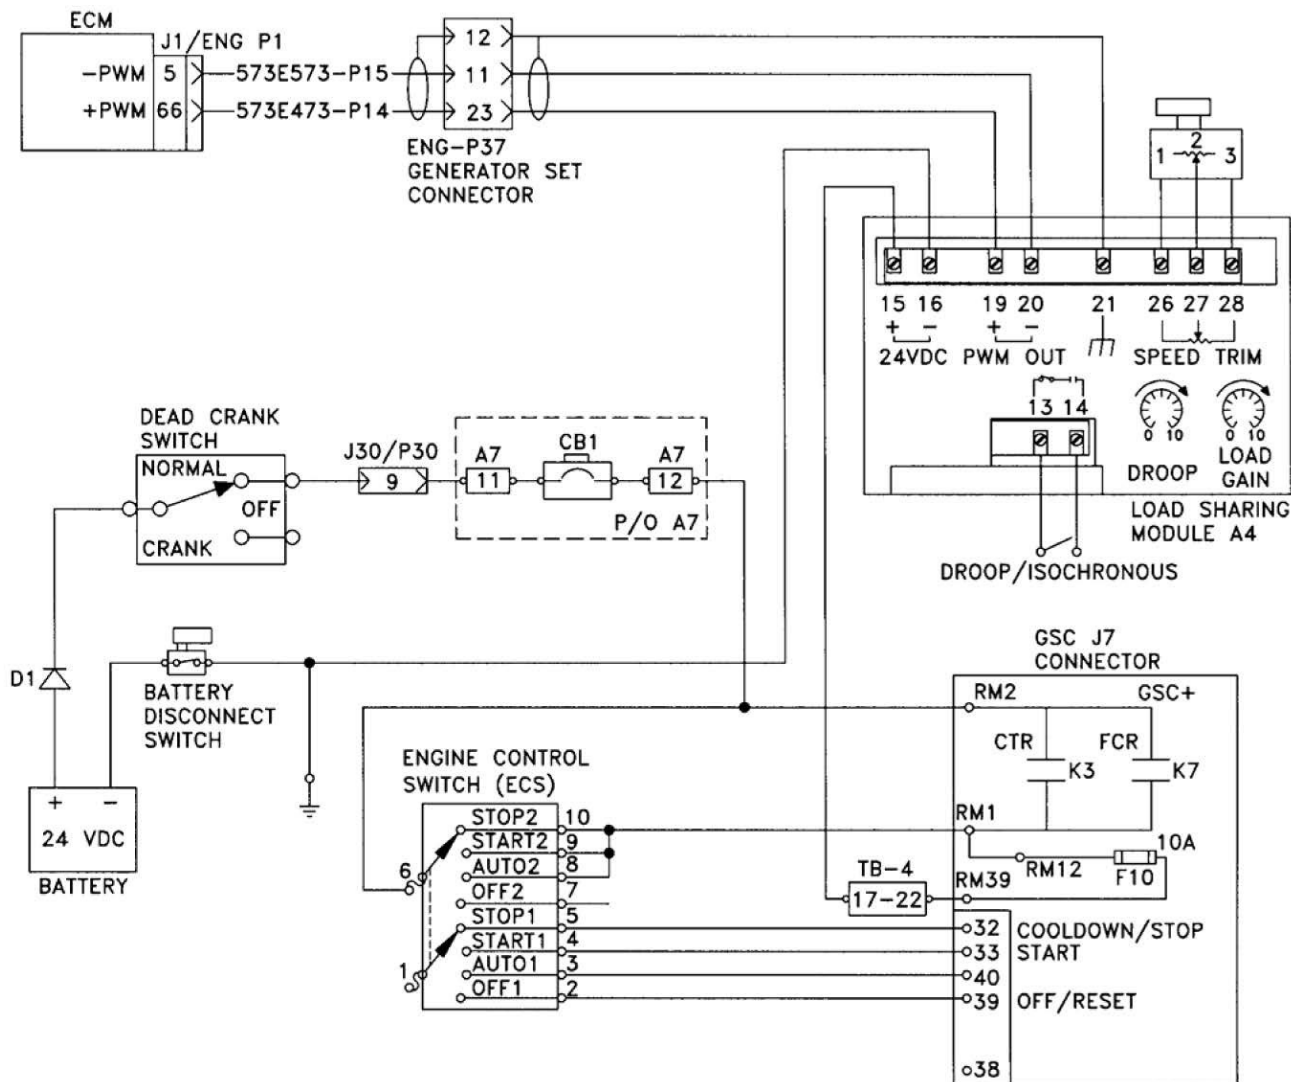 ECM
J1/ENG P1
-PWM 5 573E573-P15
+PWM 66 573E473-P14
12
11
23
ENG-P37
GENERATOR SET
CONNECTOR
1 2 3
15 16 19 20 21 26 27 28
+ - + -
24VDC PWM OUT SPEED TRIM
13 14
0 10 0 10
DROOP
LOAD
GAIN
LOAD SHARING
MODULE A4
DROOP/ISOCHRONOUS
DEAD CRANK
SWITCH
NORMAL
OFF
CRANK
J30/P30
9
A7
11
CB1
A7
12
P/O A7
D1
BATTERY
DISCONNECT
SWITCH
+ -
24 VDC
BATTERY
ENGINE CONTROL
SWITCH (ECS)
6
1
STOP2 10
START2 9
AUTO2 8
OFF2 7
STOP1 5
START1 4
AUTO1 3
OFF1 2
TB-4
17-22
GSC J7
CONNECTOR
RM2 GSC+
CTR FCR
K3 K7
RM1
10A
RM12 F10
RM39
32 COOLDOWN/STOP
33 START
40
39 OFF/RESET
38